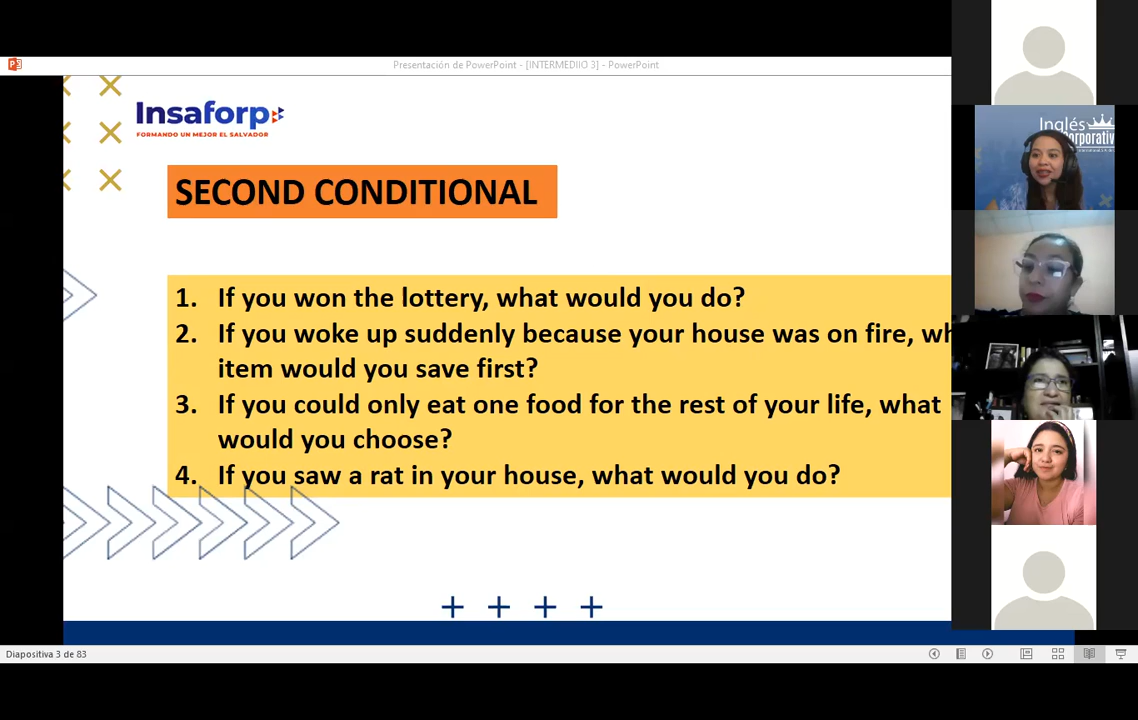 Presentación de PowerPoint - [INTERMEDIIO 3] - PowerPoint
Insaforp
FORMANDO UN MEJOR EL SALVADOR
Inglés
Corporativ
SECOND CONDITIONAL
1. If you won the lottery, what would you do?
2. If you woke up suddenly because your house was on fire, wh
item would you save first?
3. If you could only eat one food for the rest of your life, what
would you choose?
4. If you saw a rat in your house, what would you do?
Diapositiva 3 de 83